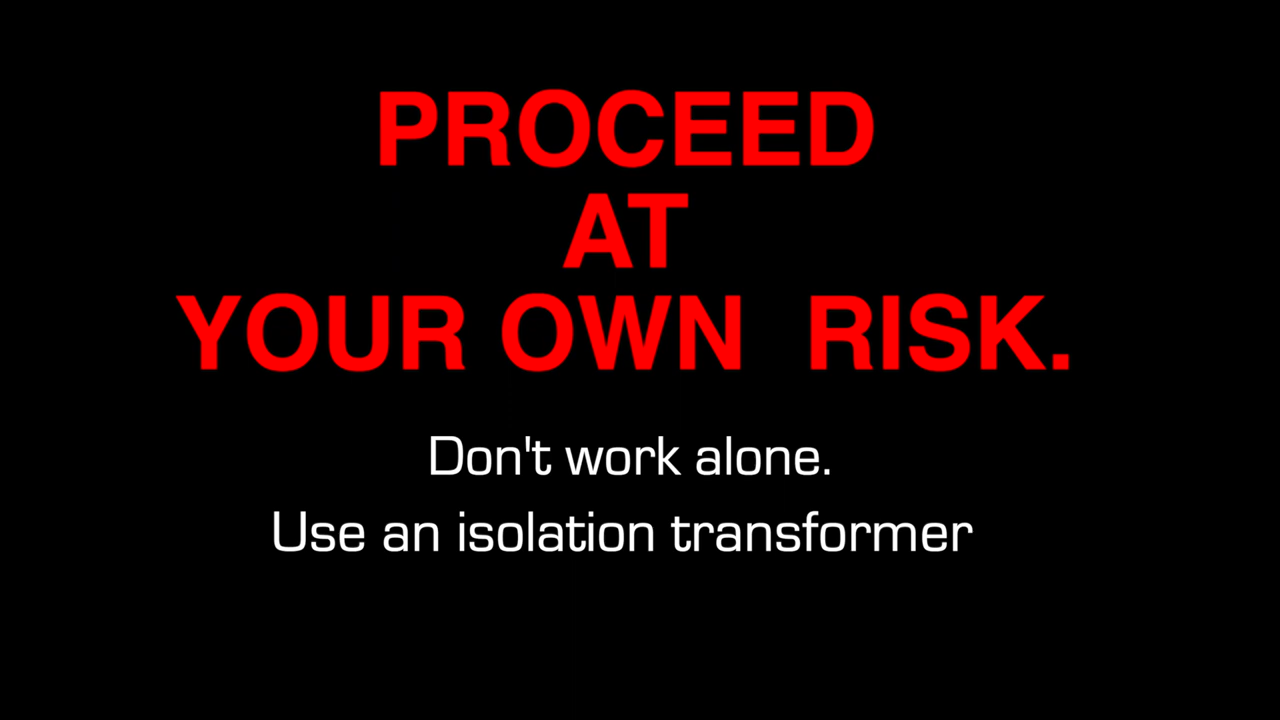 PROCEED
AT
YOUR OWN  RISK.
Don't work alone.
Use an isolation transformer